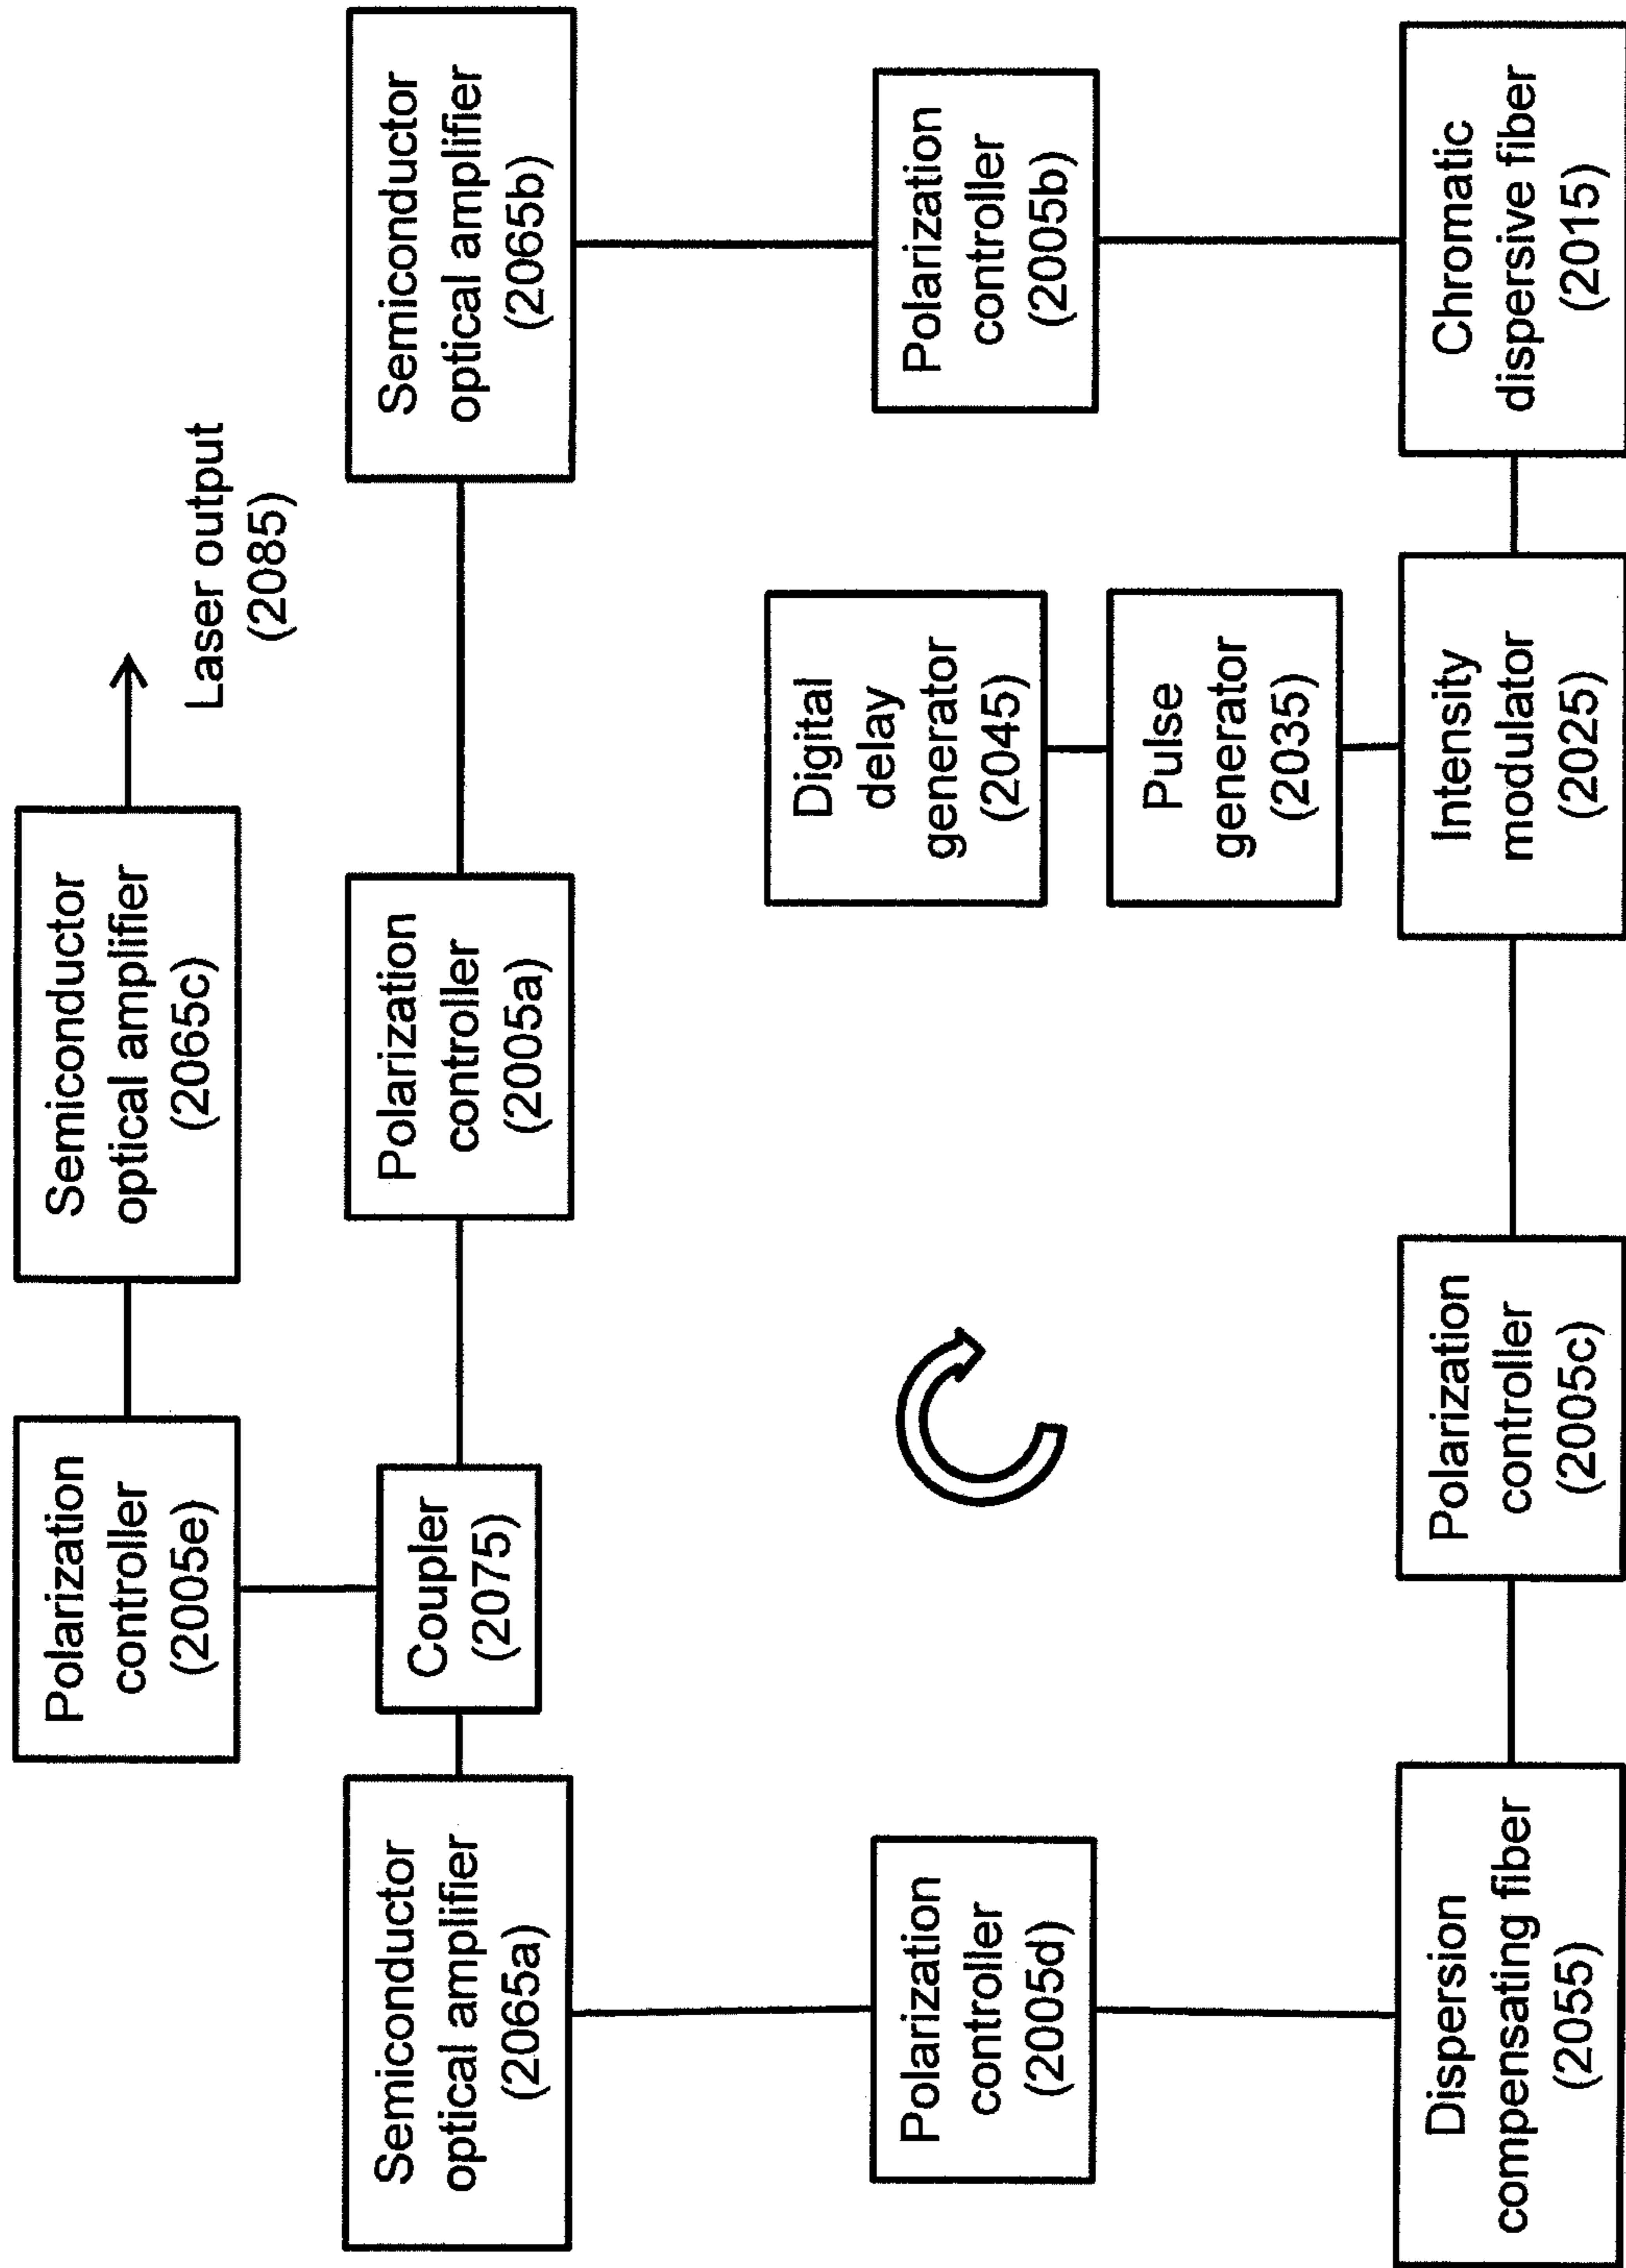 Polarization
controller
(2005e)
Semiconductor
optical amplifier
(2065c)
Laser output
(2085)
Semiconductor
optical amplifier
(2065a)
Coupler
(2075)
Polarization
controller
(2005a)
Semiconductor
optical amplifier
(2065b)
Polarization
controller
(2005d)
Digital
delay
generator
(2045)
Polarization
controller
(2005b)
Pulse
generator
(2035)
Dispersion
compensating fiber
(2055)
Polarization
controller
(2005c)
Intensity
modulator
(2025)
Chromatic
dispersive fiber
(2015)